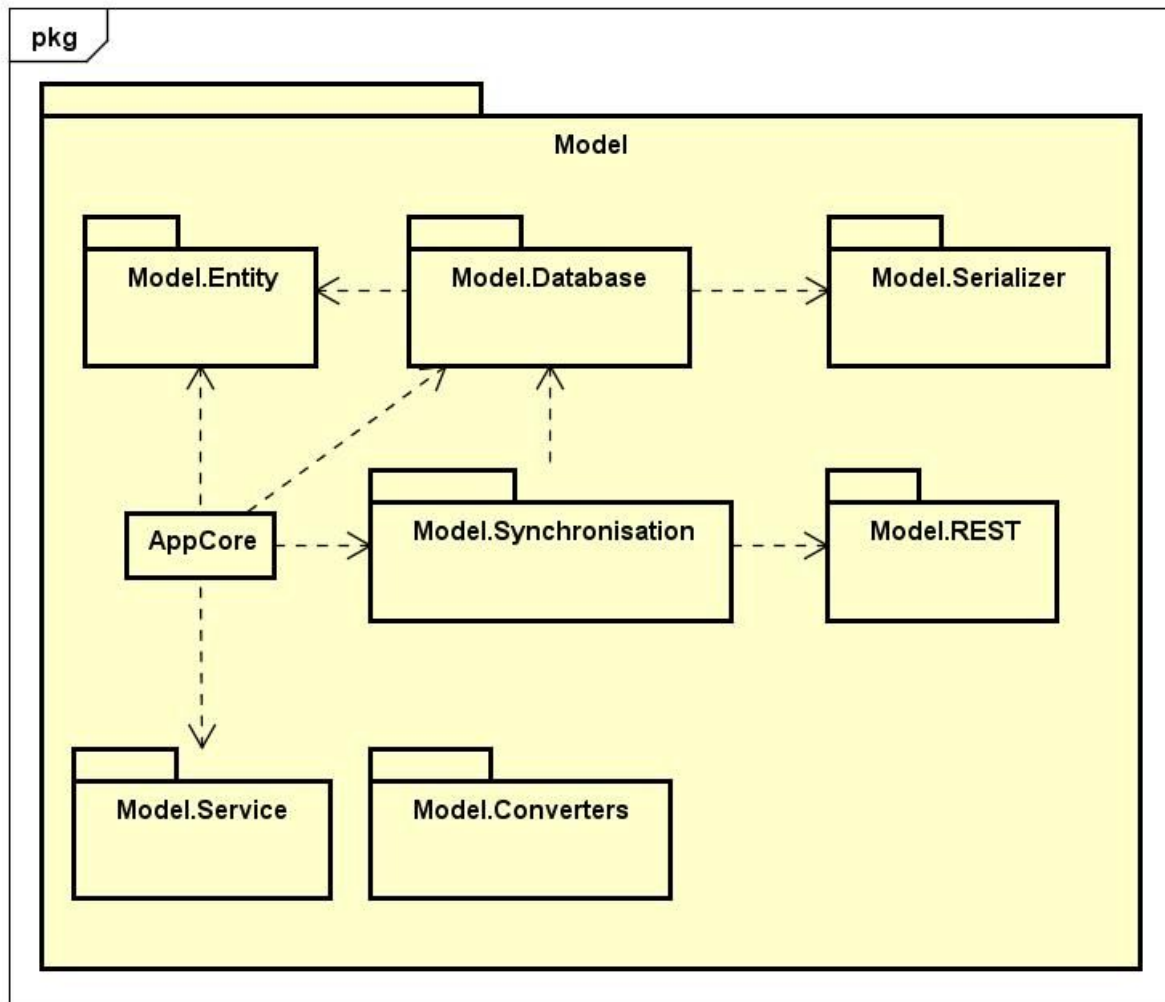 pkg
Model
Model.Entity
Model.Database
Model.Serializer
AppCore
Model.Synchronisation
Model.REST
Model.Service
Model.Converters